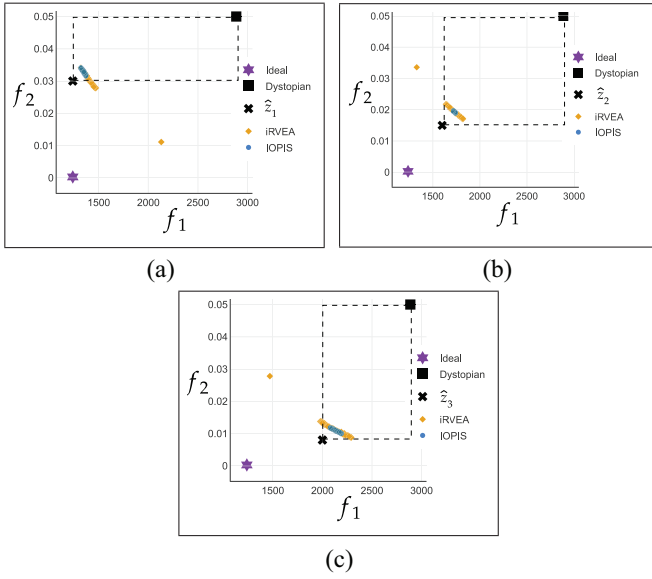 0.05
0.04
0.03
0.02
0.01
0
f2
1500
2000
2500
3000
f1
Ideal
Dystopian
ẑ1
iRVEA
IOPIS
(a)
0.05
0.04
0.03
0.02
0.01
0
f2
1500
2000
2500
3000
f1
Ideal
Dystopian
ẑ2
iRVEA
IOPIS
(b)
0.05
0.04
0.03
0.02
0.01
0
f2
1500
2000
2500
3000
f1
Ideal
Dystopian
ẑ3
iRVEA
IOPIS
(c)